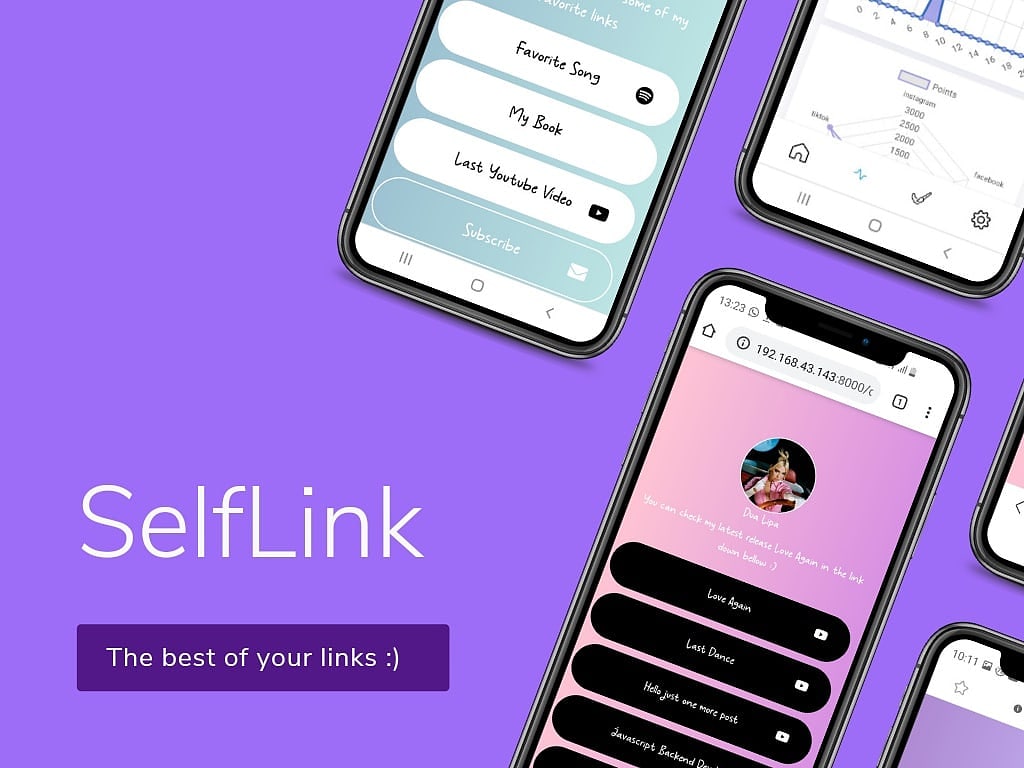 some of my
favorite links
Favorite Song
My Book
Last Youtube Video
Subscribe
0 2 4 6 8 10 12 14 16 18
Points
instagram
3000
2500
2000
1500
tiktok
facebook
13:23
192.168.43.143:8000/
1
Dua Lipa
You can check my latest release Love Again in the link
down bellow :)
Love Again
Last Dance
Hello just one more post
Javascript Backend
SelfLink
The best of your links :)
10:11